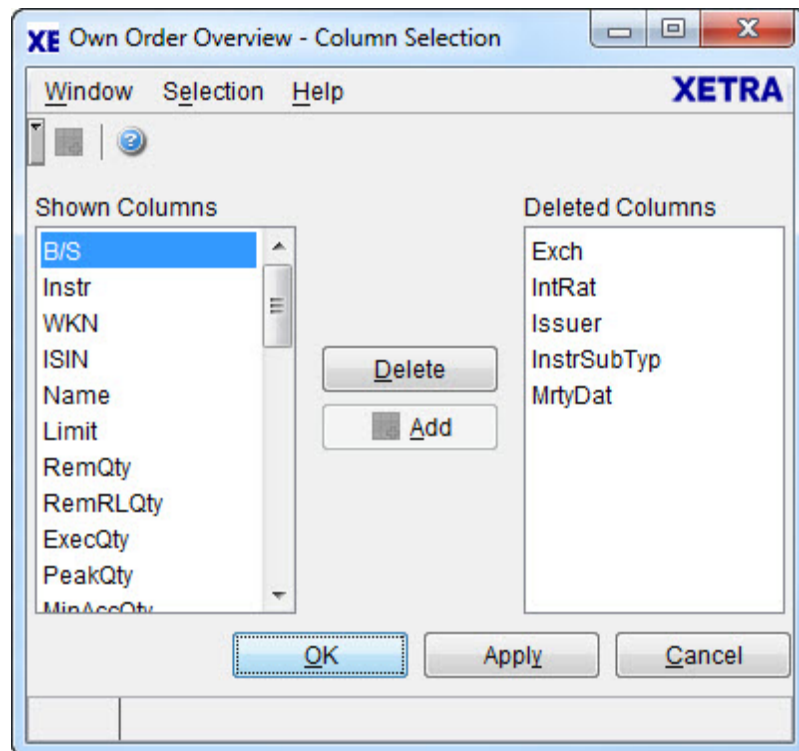 XE Own Order Overview - Column Selection
Window Selection Help XETRA
Shown Columns
B/S
Instr
WKN
ISIN
Name
Limit
RemQty
RemRLQty
ExecQty
PeakQty
MinAccQty
Delete
Add
Deleted Columns
Exch
IntRat
Issuer
InstrSubTyp
MrtyDat
OK Apply Cancel